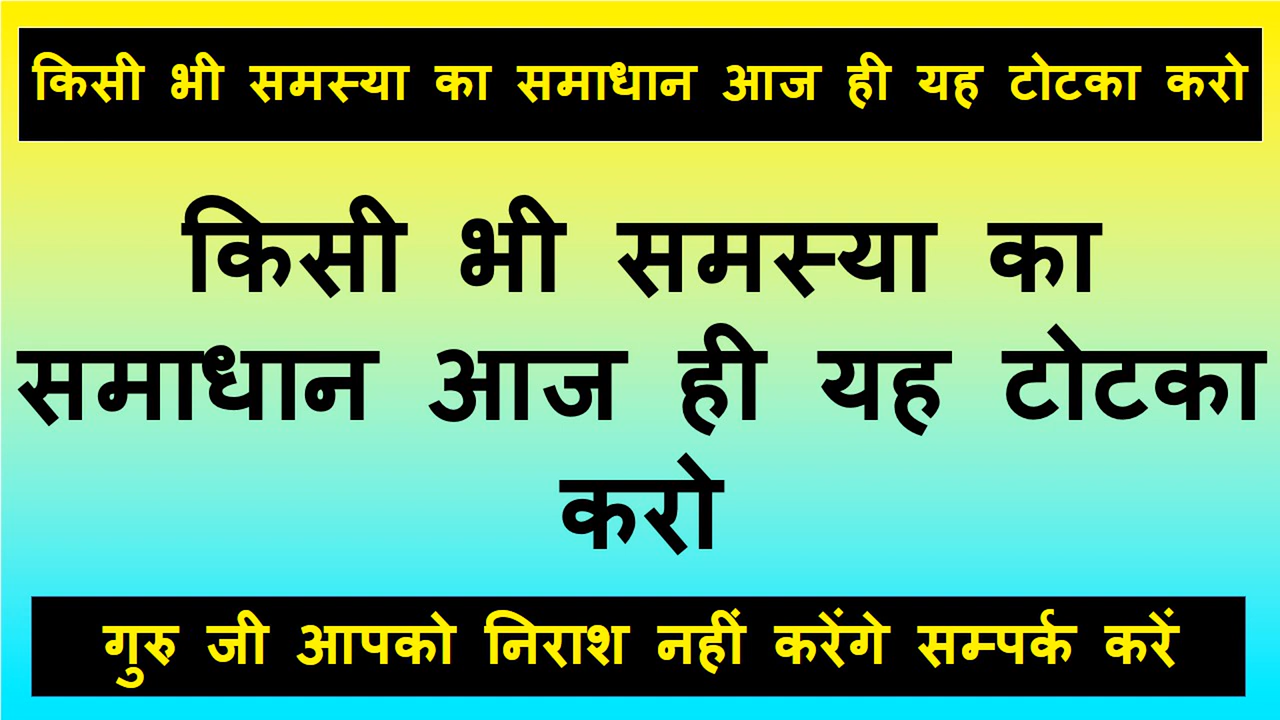 किसी भी समस्या का समाधान आज ही यह टोटका करो
किसी भी समस्या का
समाधान आज ही यह टोटका
करो
गुरु जी आपको निराश नहीं करेंगे सम्पर्क करें